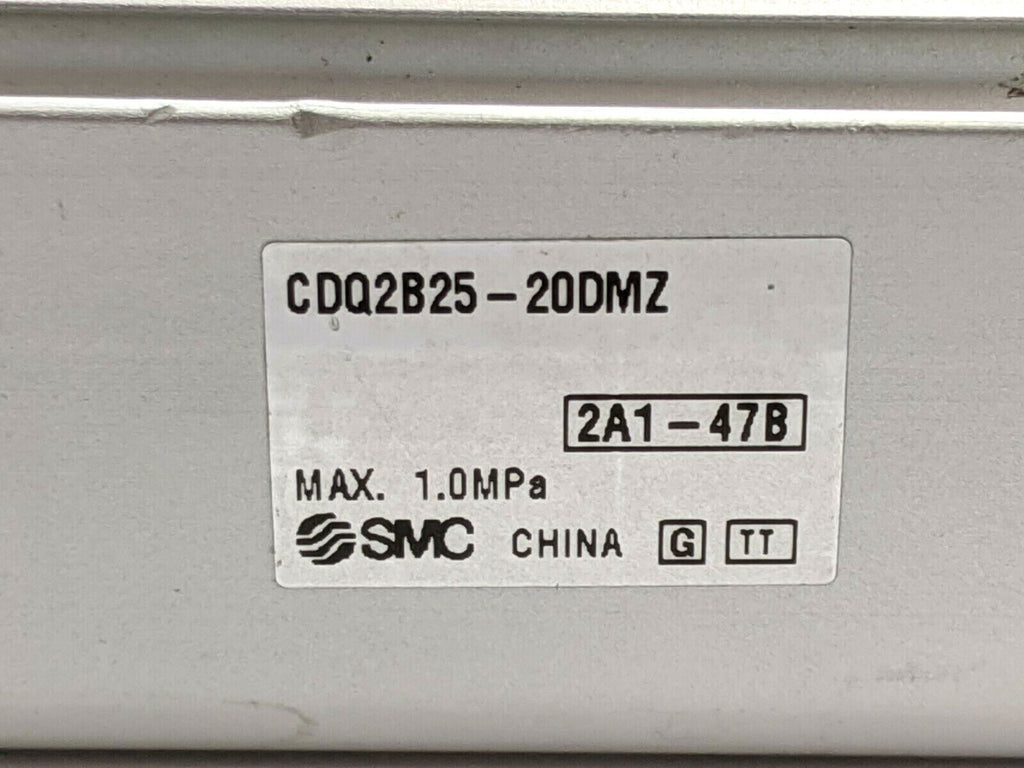 CDQ2B25-20DMZ
2A1-47B
MAX. 1.0MPa
SMC CHINA G TT